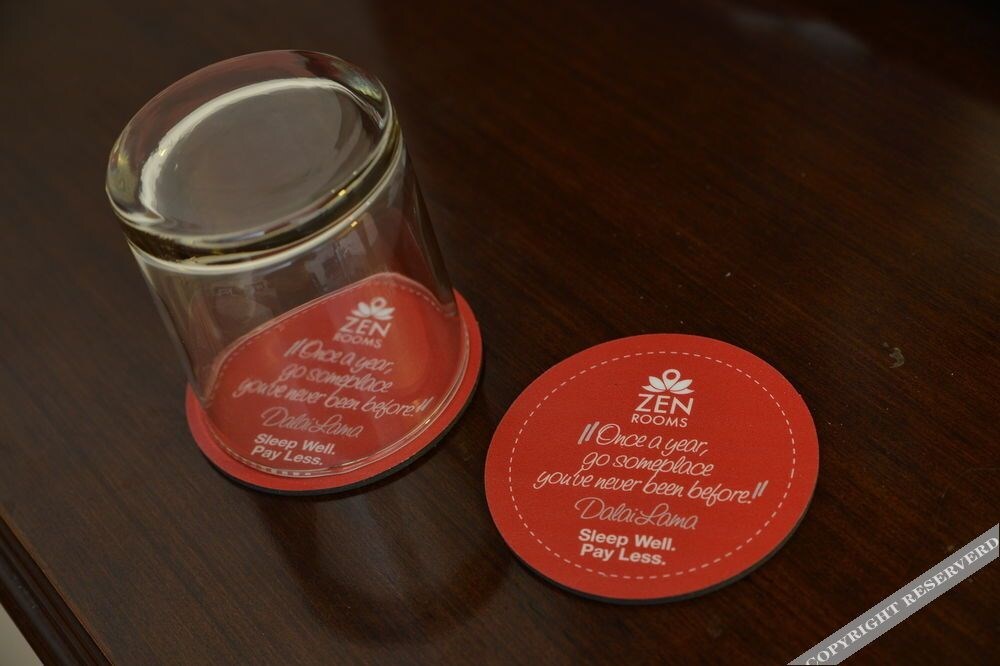 ZEN
ROOMS
"Once a year,
go someplace
you've never been before!"
Dalai Lama
Sleep Well.
Pay Less.
ZEN
ROOMS
"Once a year,
go someplace
you've never been before!"
Dalai Lama
Sleep Well.
Pay Less.
COPYRIGHT RESERVERD